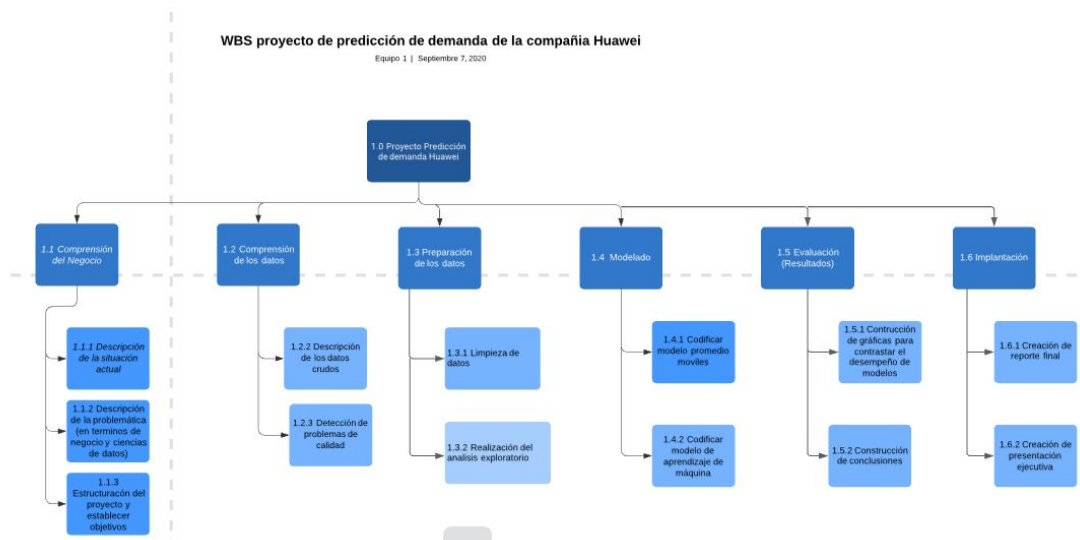 WBS proyecto de predicción de demanda de la compañia Huawei
Equipo 1 | Septiembre 7, 2020
1.0 Proyecto Predicción
de demanda Huawei
1.1 Comprensión
del Negocio
1.2 Comprensión
de los datos
1.3 Preparación
de los datos
1.4 Modelado
1.5 Evaluación
(Resultados)
1.6 Implantación
1.1.1 Descripción
de la situación
actual
1.1.2 Descripción
de la problemática
(en terminos de
negocio y ciencias
de datos)
1.1.3
Estructuracón del
proyecto y
establecer
objetivos
1.2.2 Descripción
de los datos
crudos
1.2.3 Detección de
problemas de
calidad
1.3.1 Limpieza de
datos
1.3.2 Realización del
analisis exploratorio
1.4.1 Codificar
modelo promedio
moviles
1.4.2 Codificar
modelo de
aprendizaje de
máquina
1.5.1 Contrucción
de gráficas para
contrastar el
desempeño de
modelos
1.5.2 Construcción
de conclusiones
1.6.1 Creación de
reporte final
1.6.2 Creación de
presentación
ejecutiva